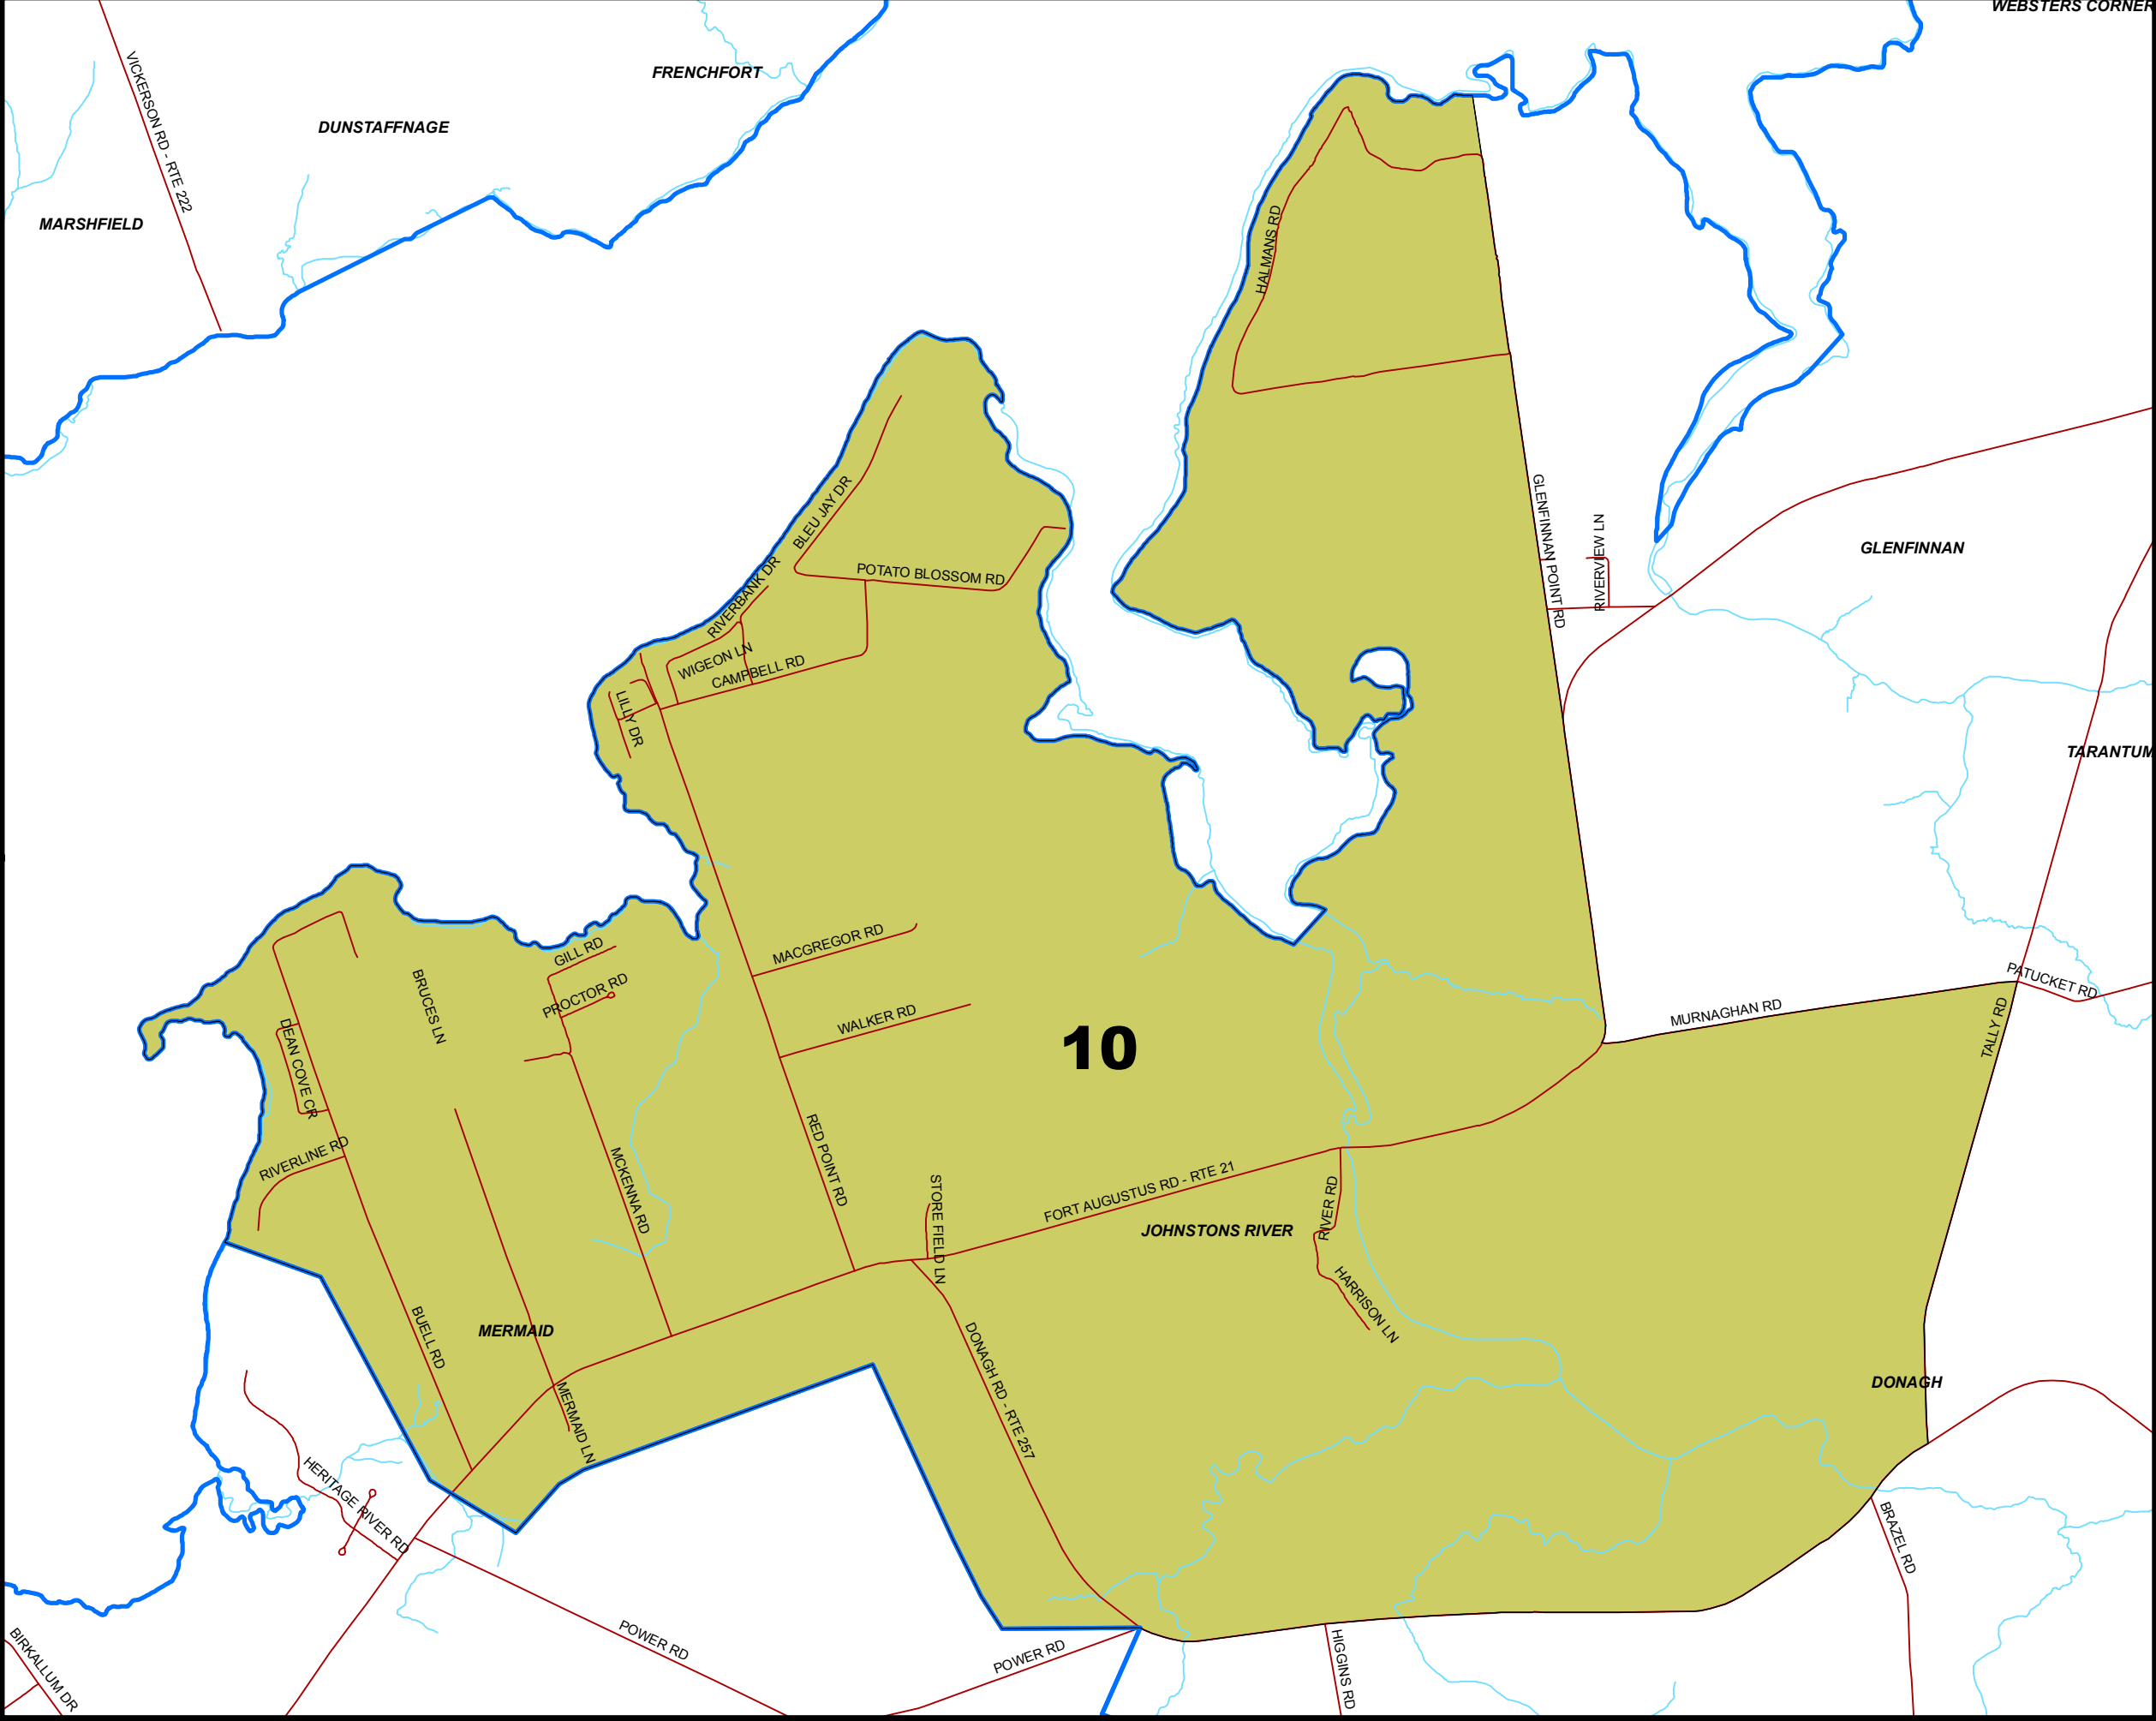 WEBSTERS CORNER
FRENCHFORT
VICKERSON RD - RTE 222
DUNSTAFFNAGE
MARSHFIELD
HALMANS RD
BLEU JAY DR
GLENFINNAN POINT RD
RIVERVIEW LN
GLENFINNAN
POTATO BLOSSOM RD
RIVERBANK DR
WIGEON LN
CAMPBELL RD
LILLY DR
TARANTUM
MACGREGOR RD
GILL RD
PROCTOR RD
BRUCES LN
WALKER RD
10
MURNAGHAN RD
PATUCKET RD
TALLY RD
DEAN COVE CR
RIVERLINE RD
MCKENNA RD
RED POINT RD
STORE FIELD LN
FORT AUGUSTUS RD - RTE 21
JOHNSTONS RIVER
RIVER RD
HARRISON LN
BUELL RD
MERMAID
MERMAID LN
DONAGH RD - RTE 257
DONAGH
HERITAGE RIVER RD
BRAZEL RD
POWER RD
POWER RD
HIGGINS RD
BIRKALLUM DR